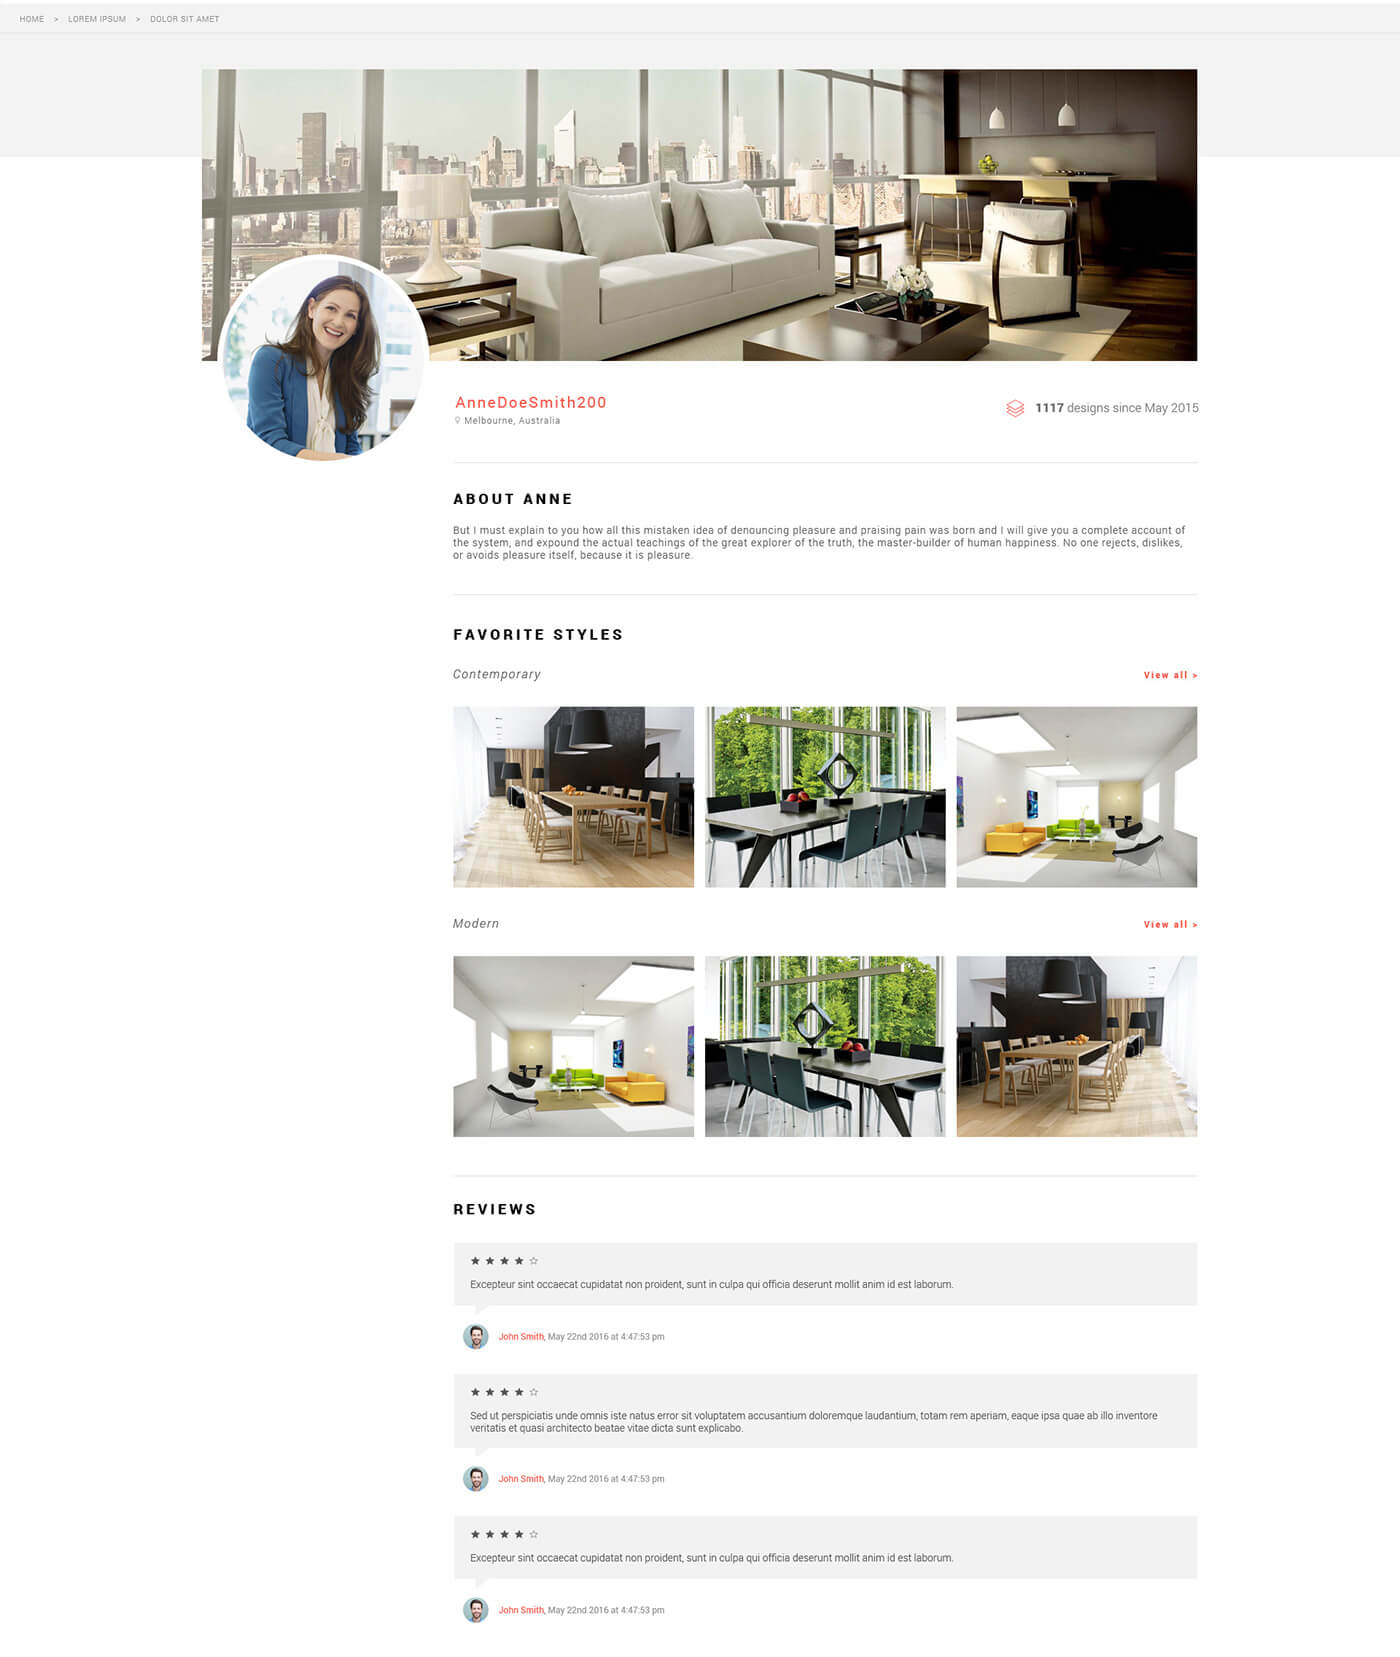 HOME > LOREM IPSUM > DOLOR SIT AMET
AnneDoeSmith200
Melbourne, Australia
1117 designs since May 2015
ABOUT ANNE
But I must explain to you how all this mistaken idea of denouncing pleasure and praising pain was born and I will give you a complete account of
the system, and expound the actual teachings of the great explorer of the truth, the master-builder of human happiness. No one rejects, dislikes,
or avoids pleasure itself, because it is pleasure.
FAVORITE STYLES
Contemporary
View all >
Modern
View all >
REVIEWS
Excepteur sint occaecat cupidatat non proident, sunt in culpa qui officia deserunt mollit anim id est laborum.
John Smith, May 22nd 2016 at 4:47:53 pm
Sed ut perspiciatis unde omnis iste natus error sit voluptatem accusantium doloremque laudantium, totam rem aperiam, eaque ipsa quae ab illo inventore
veritatis et quasi architecto beatae vitae dicta sunt explicabo.
John Smith, May 22nd 2016 at 4:47:53 pm
Excepteur sint occaecat cupidatat non proident, sunt in culpa qui officia deserunt mollit anim id est laborum.
John Smith, May 22nd 2016 at 4:47:53 pm